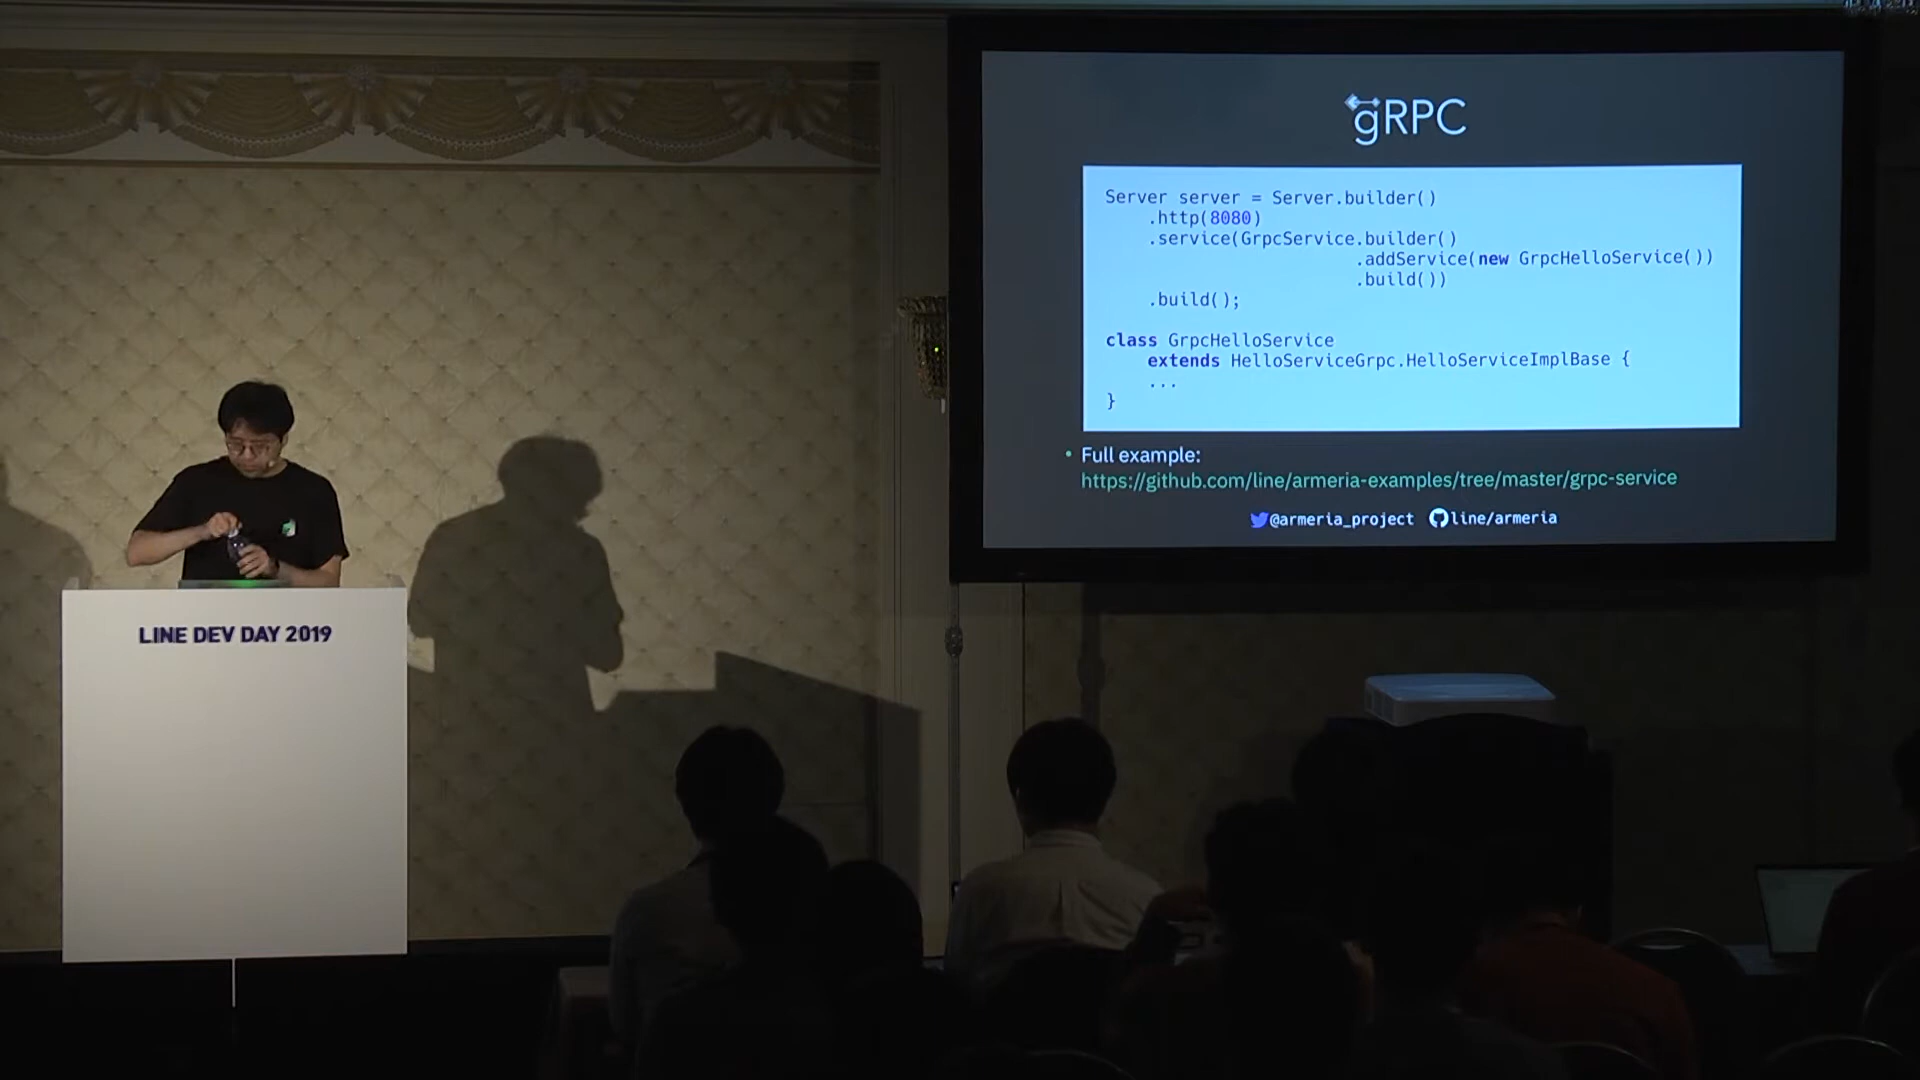 gRPC
Server server = Server.builder()
.http(8080)
.service(GrpcService.builder()
.addService(new GrpcHelloService())
.build())
.build();
class GrpcHelloService
extends HelloServiceGrpc.HelloServiceImplBase {
...
}
• Full example:
https://github.com/line/armeria-examples/tree/master/grpc-service
@armeria_project line/armeria
LINE DEV DAY 2019